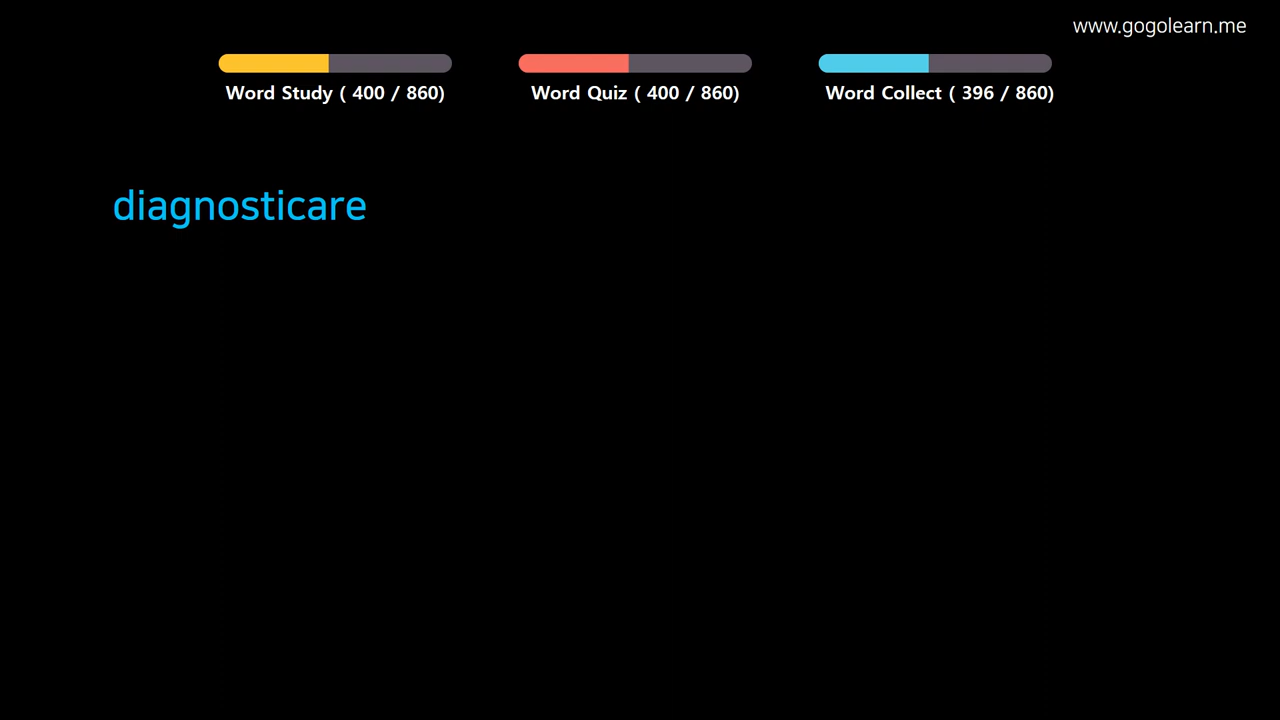 www.gogolearn.me
Word Study ( 400 / 860)
Word Quiz ( 400 / 860)
Word Collect ( 396 / 860)
diagnosticare